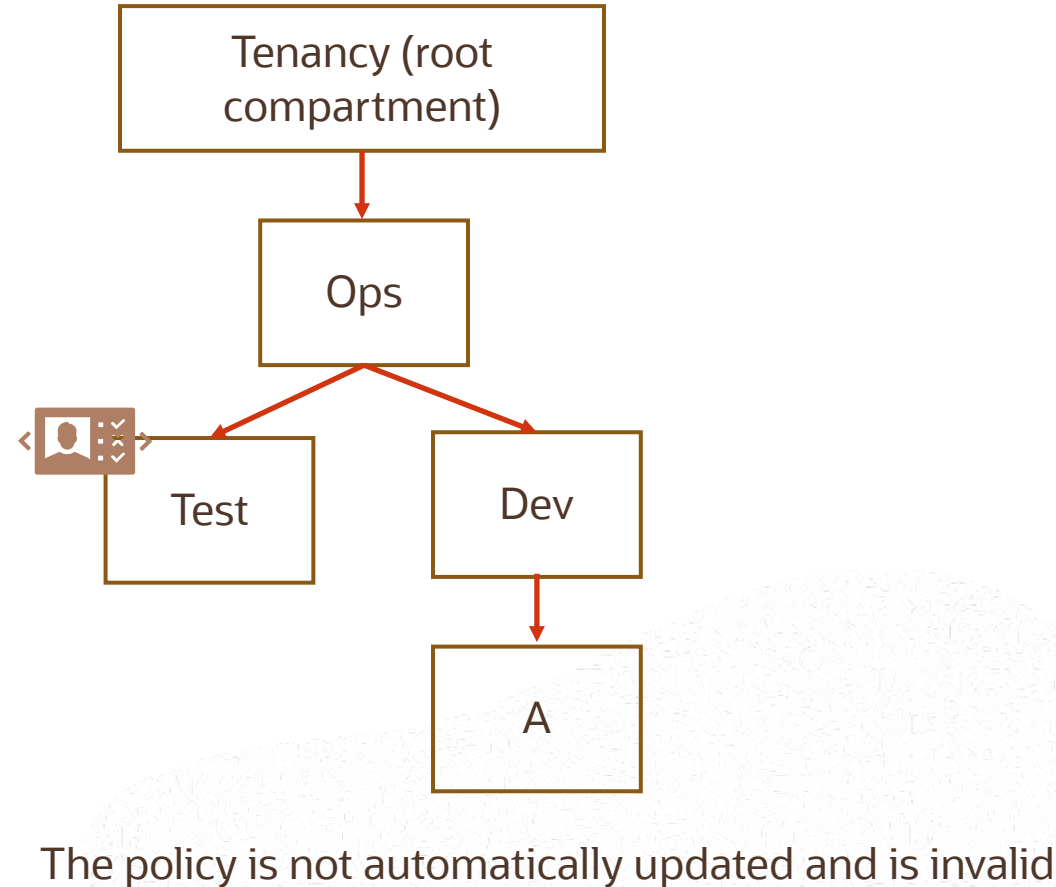 Tenancy (root
compartment)
Ops
Test
Dev
A
The policy is not automatically updated and is invalid